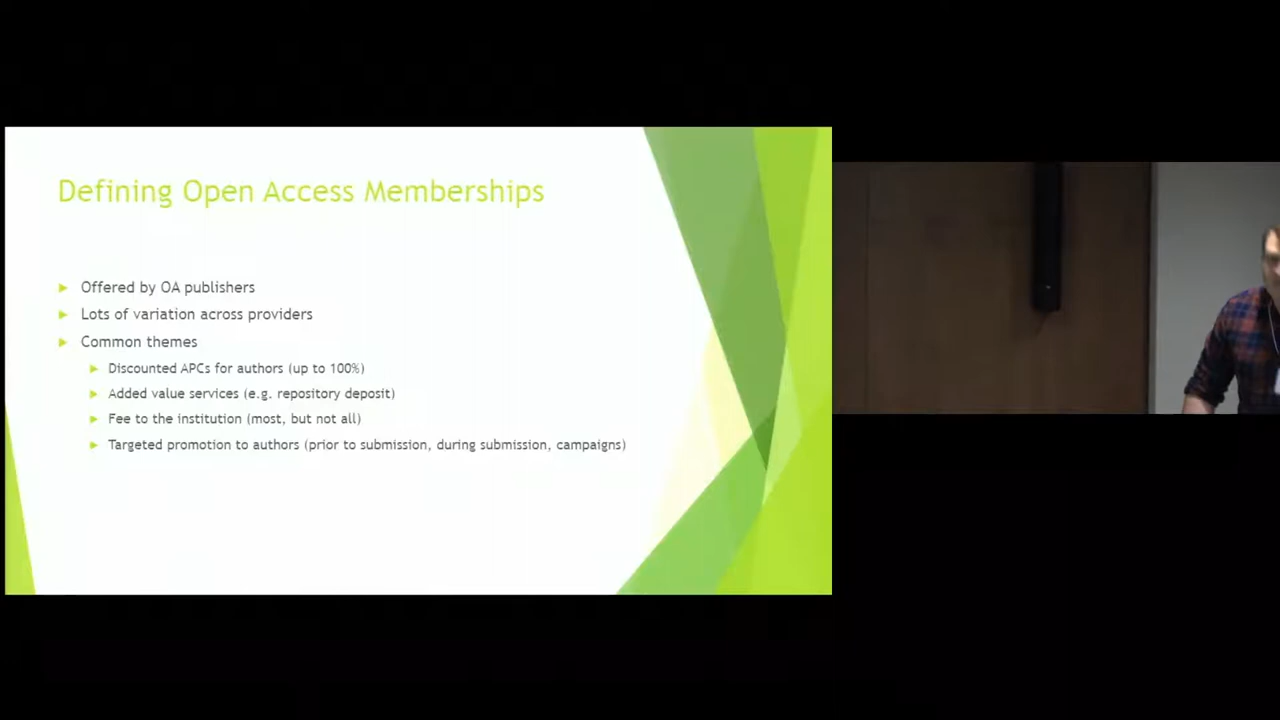 Defining Open Access Memberships
Offered by OA publishers
Lots of variation across providers
Common themes
Discounted APCs for authors (up to 100%)
Added value services (e.g. repository deposit)
Fee to the institution (most, but not all)
Targeted promotion to authors (prior to submission, during submission, campaigns)